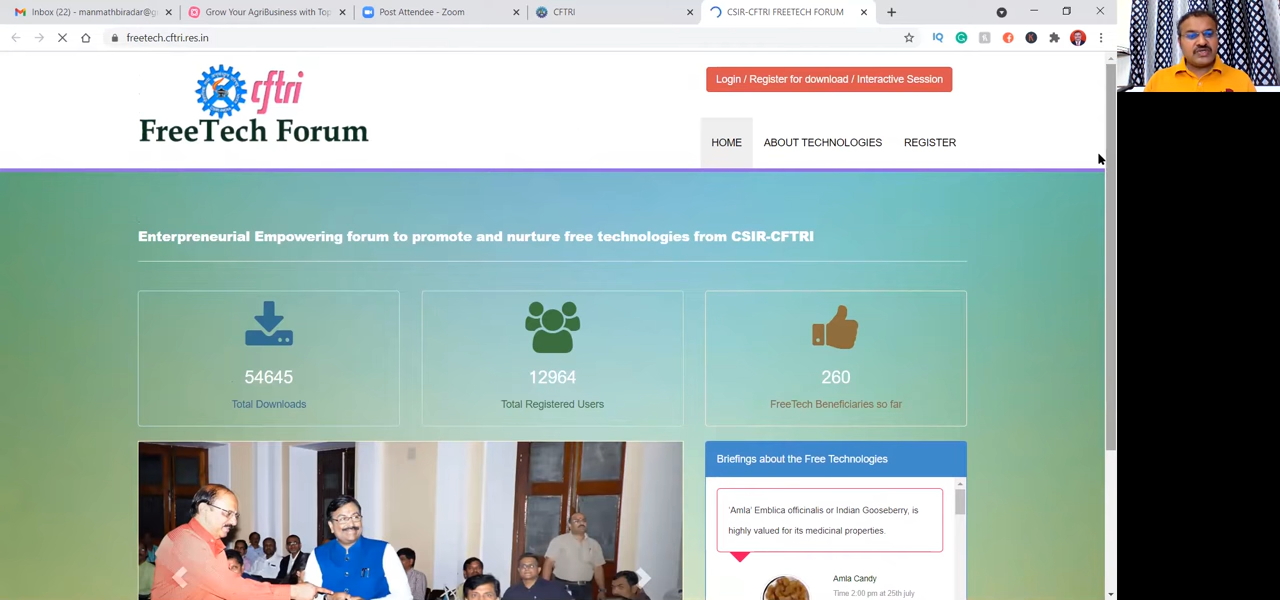 Inbox (22) - manmathbiradar@g
Grow Your AgriBusiness with Top
Post Attendee - Zoom
CFTRI
CSIR-CFTRI FREETECH FORUM
freetech.cftri.res.in
IQ
cftri
FreeTech Forum
Login / Register for download / Interactive Session
HOME
ABOUT TECHNOLOGIES
REGISTER
Enterpreneurial Empowering forum to promote and nurture free technologies from CSIR-CFTRI
54645
Total Downloads
12964
Total Registered Users
260
FreeTech Beneficiaries so far
Briefings about the Free Technologies
'Amla' Emblica officinalis or Indian Gooseberry, is
highly valued for its medicinal properties.
Amla Candy
Time 2:00 pm at 25th july